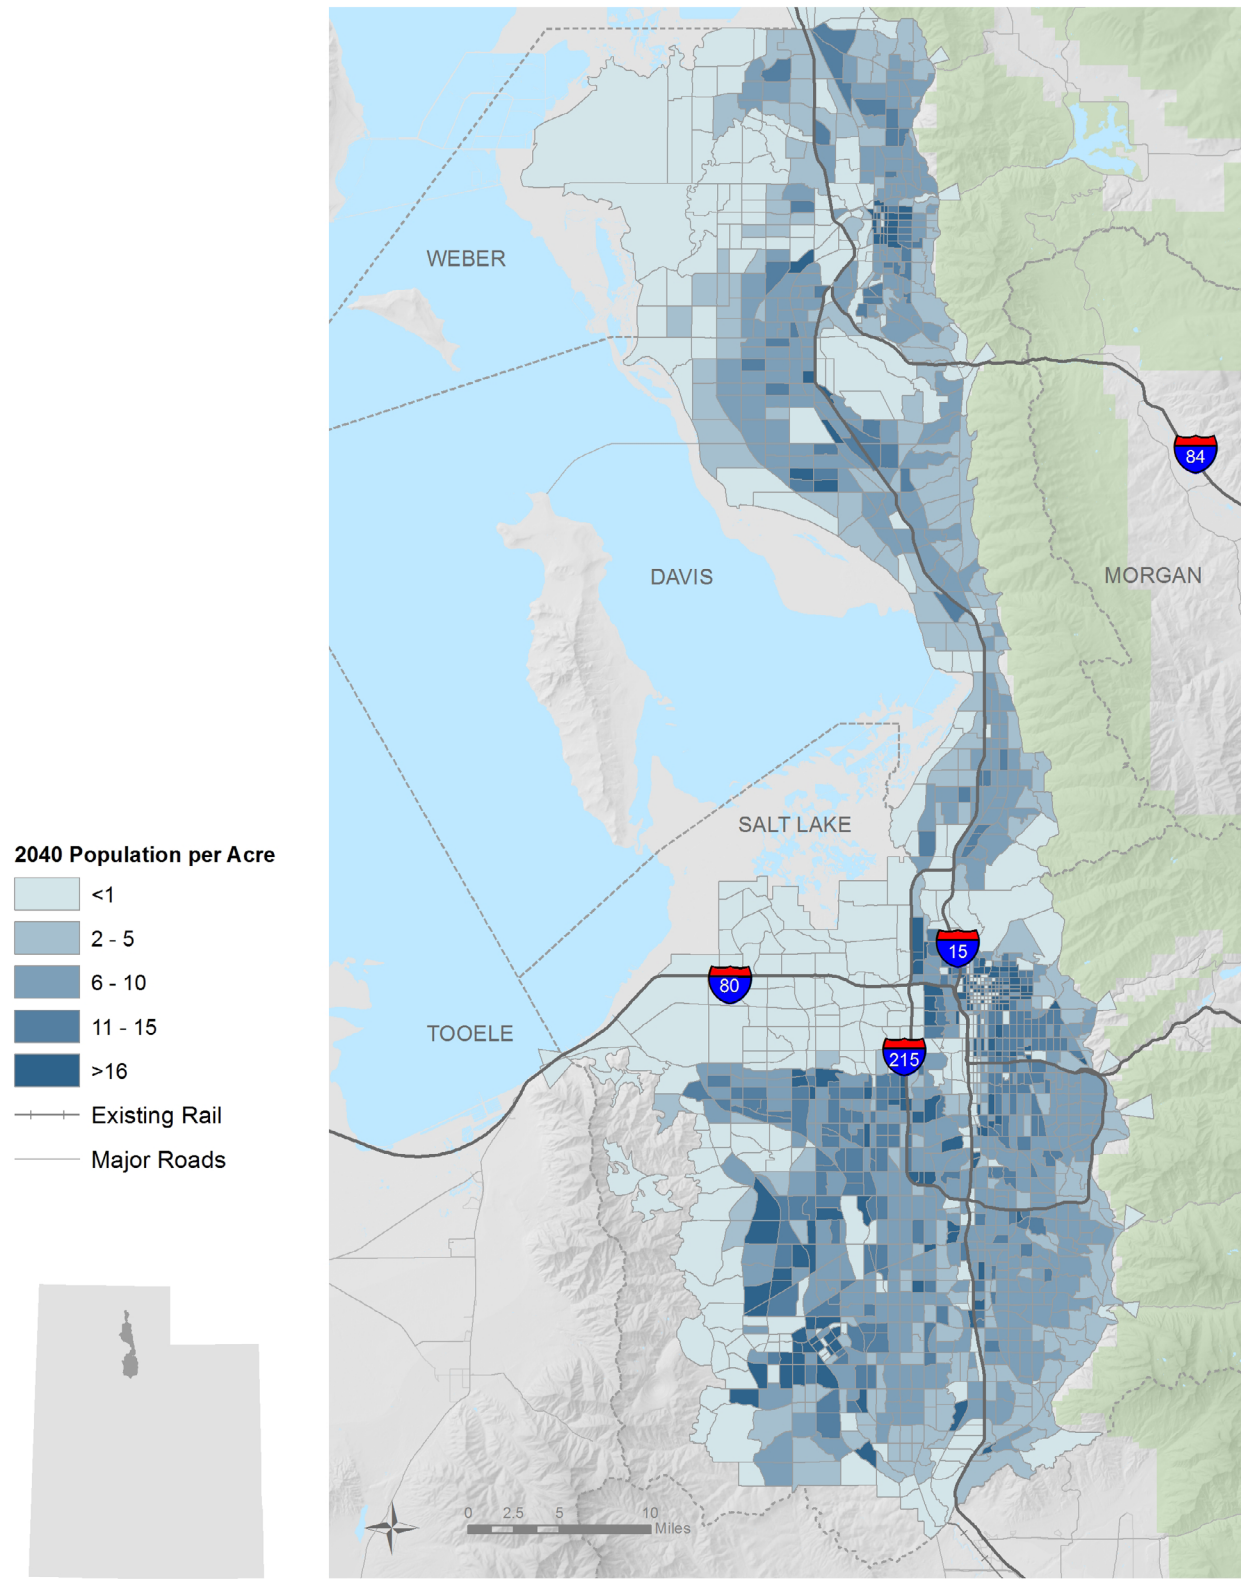 WEBER
84
DAVIS
MORGAN
SALT LAKE
2040 Population per Acre
<1
2 - 5
15
6 - 10
80
11 - 15
TOOELE
215
>16
Existing Rail
Major Roads
0 2.5 5 10
Miles